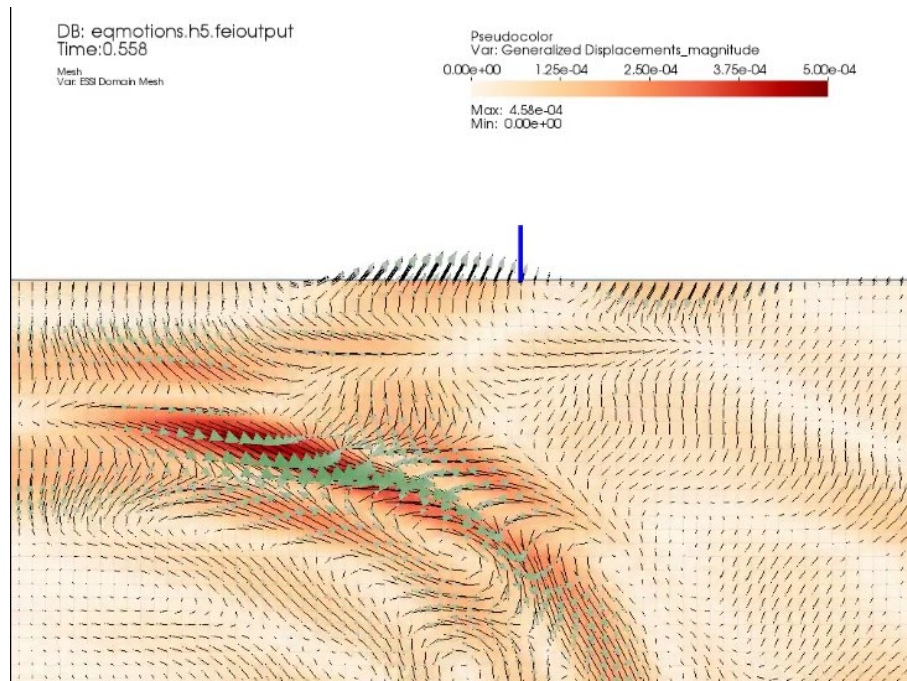 DB: eqmotions.h5.feioutput
Time:0.558
Mesh
Var: ESSI Domain Mesh
Pseudocolor
Var: Generalized Displacements_magnitude
0.00e+00 1.25e-04 2.50e-04 3.75e-04 5.00e-04
Max: 4.58e-04
Min: 0.00e+00